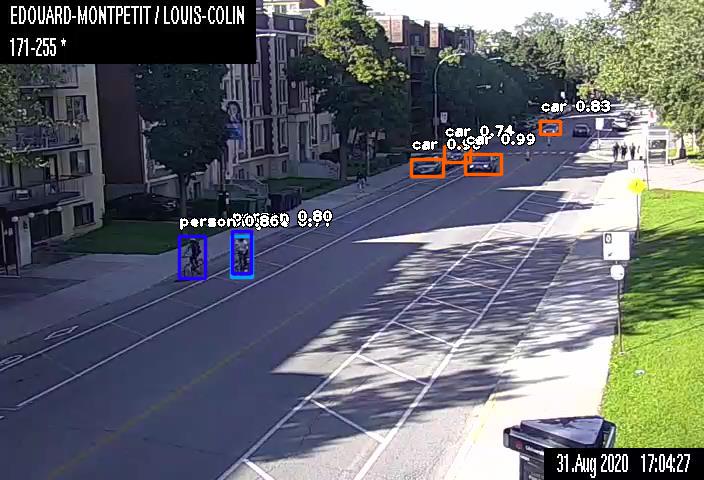 EDOUARD-MONTPETIT / LOUIS-COLIN
171-255 *
car 0.83
car 0.74
car 0.99
person 0.80
31.Aug 2020 17:04:27